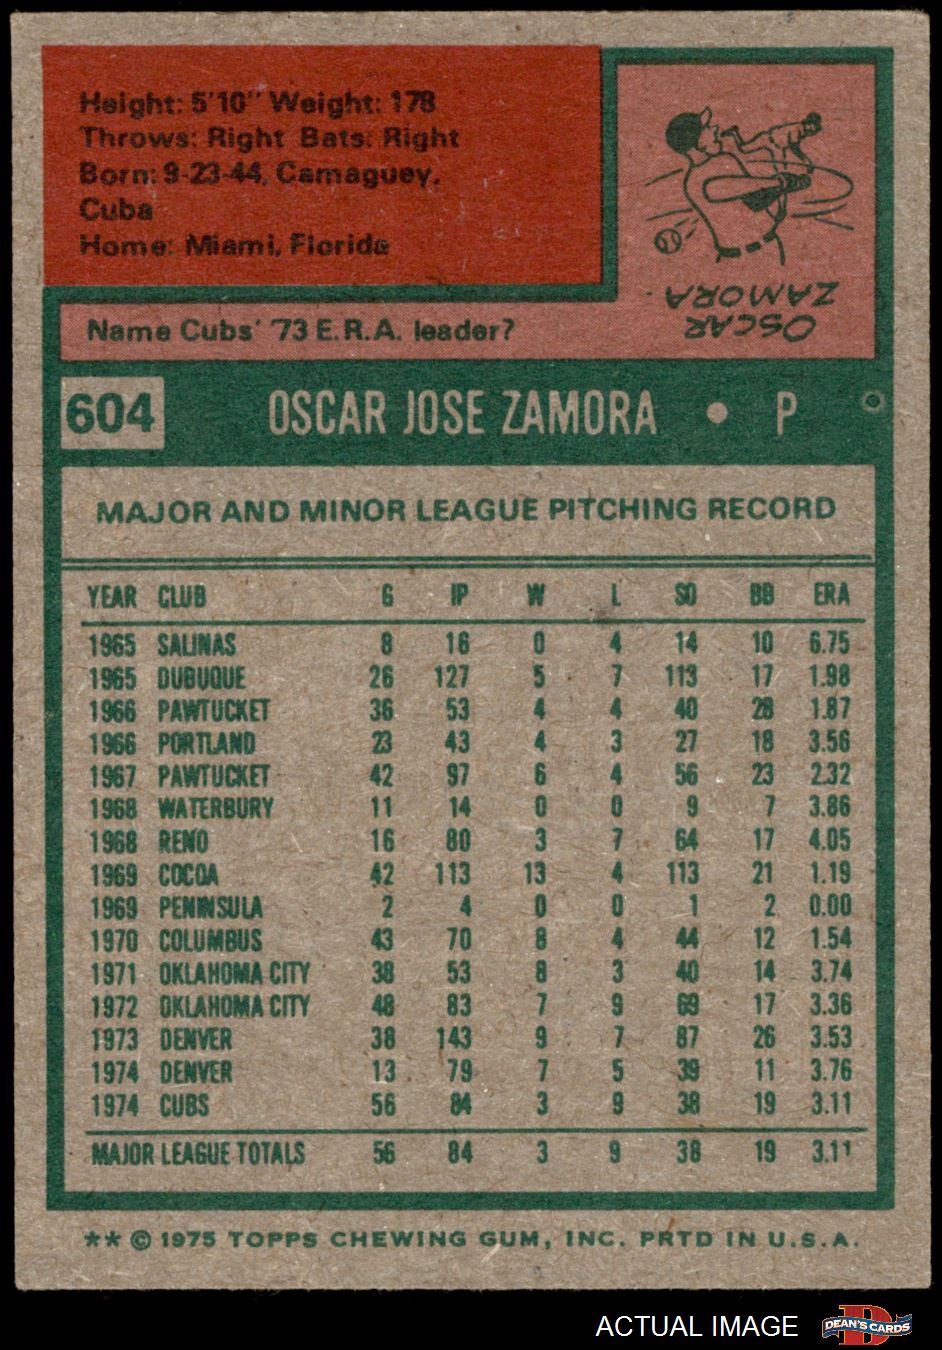 Height: 5'10" Weight: 178
Throws: Right Bats: Right
Born: 9-23-44, Camaguey,
Cuba
Home: Miami, Florida
Name Cubs' '73 E.R.A. leader?
OSCAR
ZAMORA.
604 OSCAR JOSE ZAMORA • P
MAJOR AND MINOR LEAGUE PITCHING RECORD
YEAR CLUB G IP W L SO BB ERA
1965 SALINAS 8 16 0 4 14 10 6.75
1965 DUBUQUE 26 127 5 7 113 17 1.98
1966 PAWTUCKET 36 53 4 4 40 28 1.87
1966 PORTLAND 23 43 4 3 27 18 3.56
1967 PAWTUCKET 42 97 6 4 56 23 2.32
1968 WATERBURY 11 14 0 0 9 7 3.86
1968 RENO 16 80 3 7 64 17 4.05
1969 COCOA 42 113 13 4 113 21 1.19
1969 PENINSULA 2 4 0 0 1 2 0.00
1970 COLUMBUS 43 70 8 4 44 12 1.54
1971 OKLAHOMA CITY 38 53 8 3 40 14 3.74
1972 OKLAHOMA CITY 48 83 7 9 69 17 3.36
1973 DENVER 38 143 9 7 87 26 3.53
1974 DENVER 13 79 7 5 39 11 3.76
1974 CUBS 56 84 3 9 38 19 3.11
MAJOR LEAGUE TOTALS 56 84 3 9 38 19 3.11
** © 1975 TOPPS CHEWING GUM, INC. PRTD IN U.S.A.
ACTUAL IMAGE DEAN'S CARDS